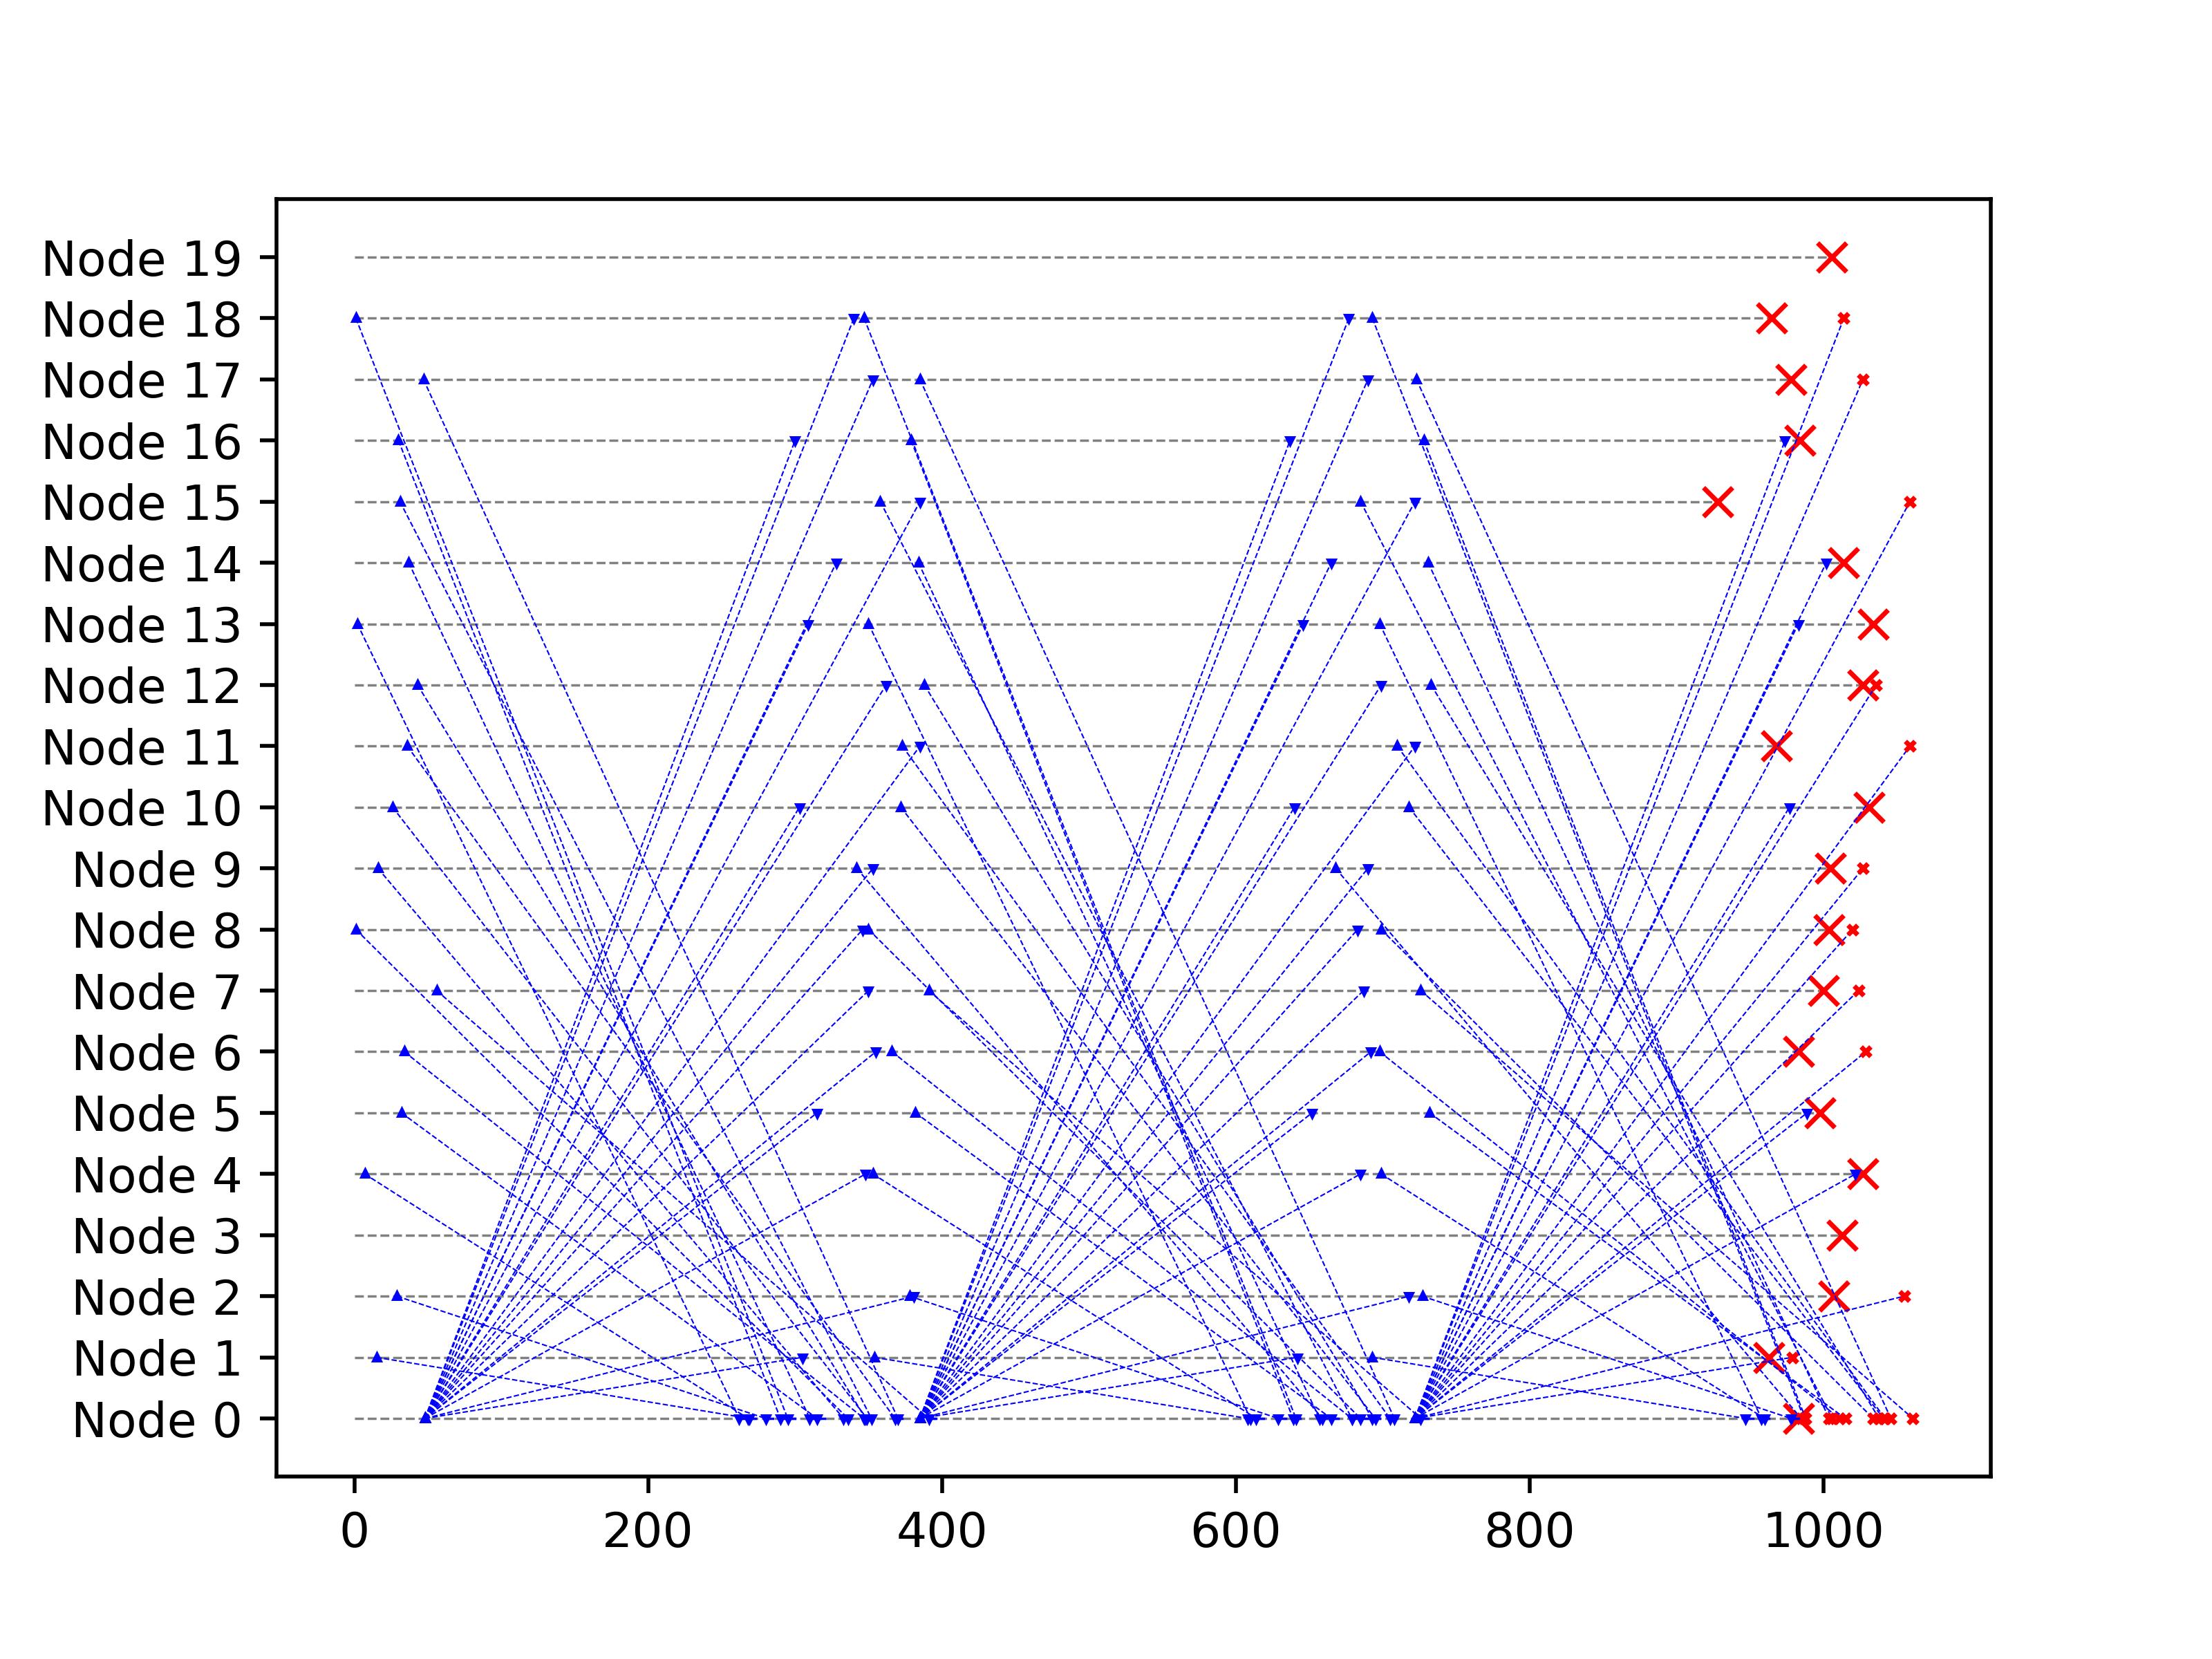 Node 19
Node 18
Node 17
Node 16
Node 15
Node 14
Node 13
Node 12
Node 11
Node 10
Node 9
Node 8
Node 7
Node 6
Node 5
Node 4
Node 3
Node 2
Node 1
Node 0
0 200 400 600 800 1000